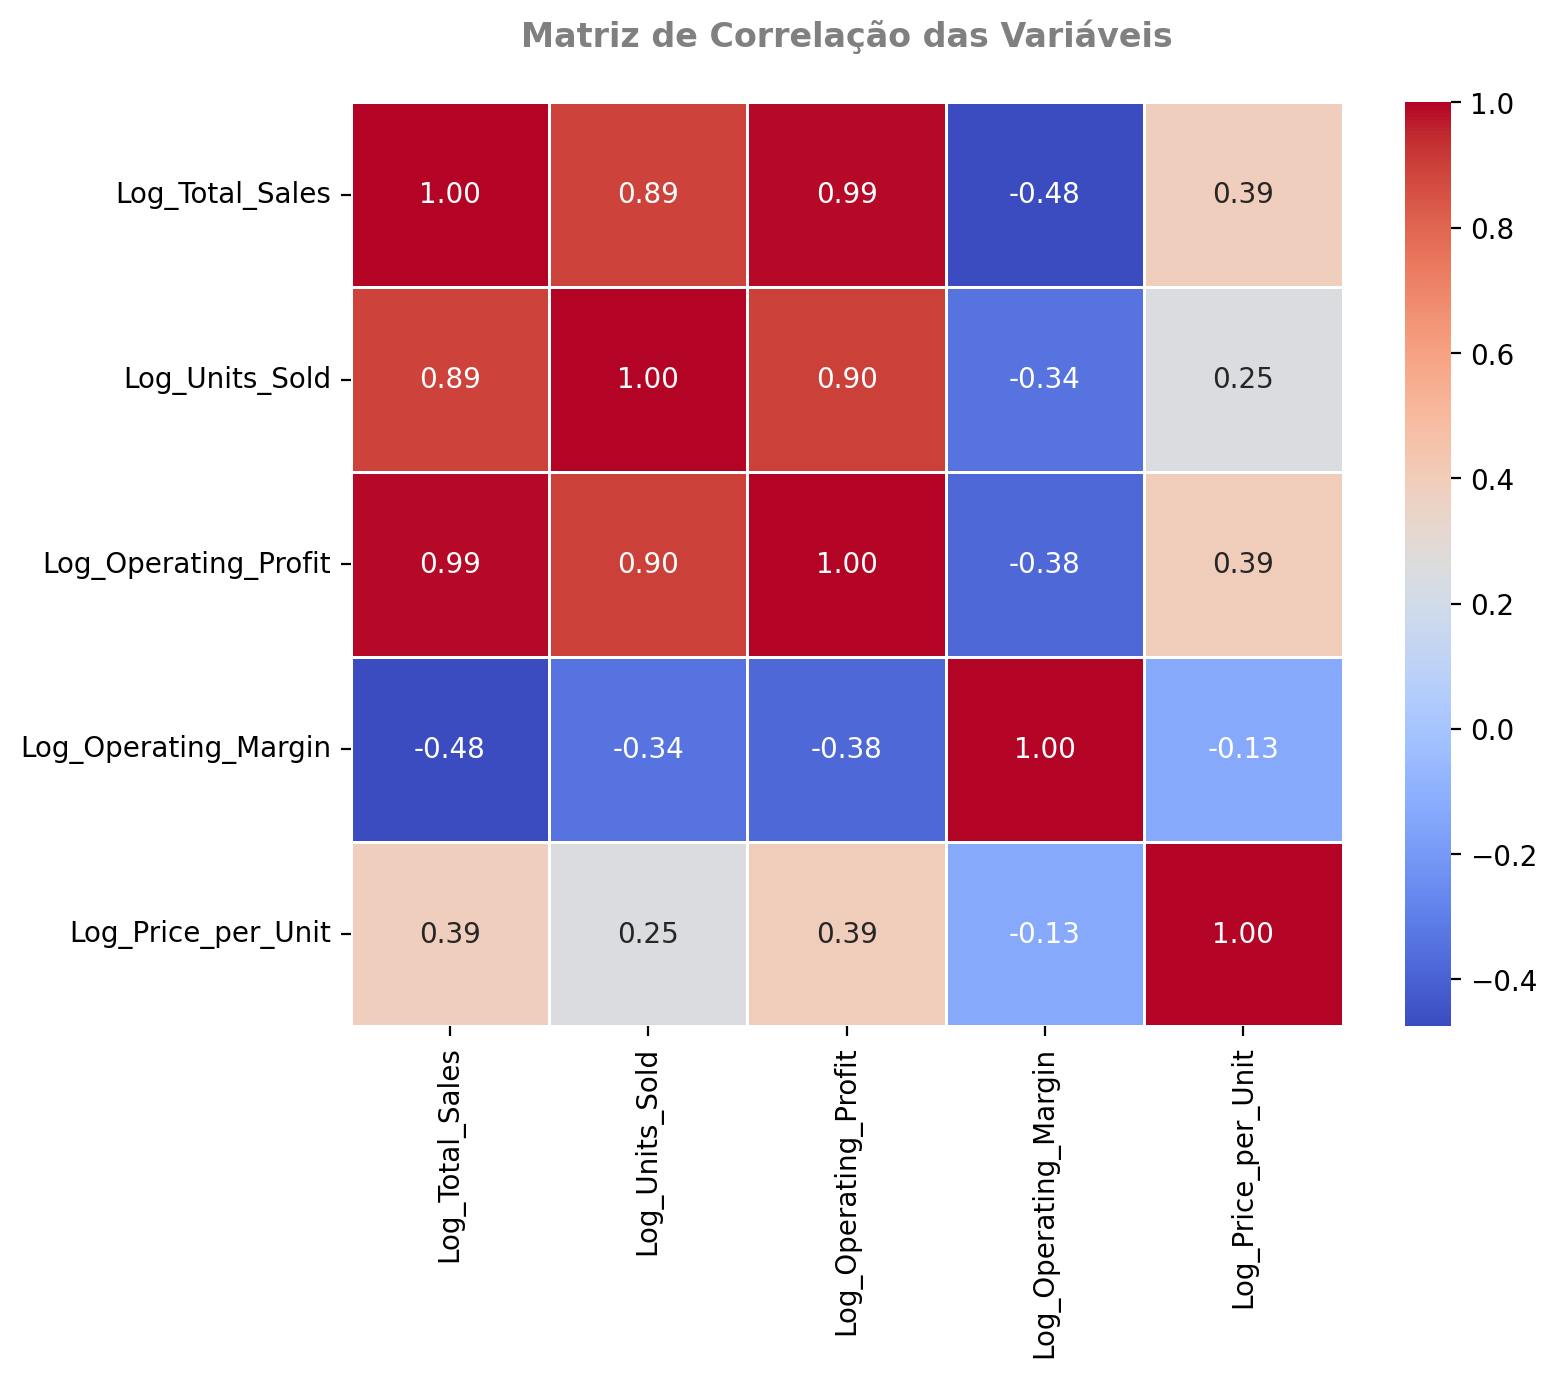 Matriz de Correlação das Variáveis
Log_Total_Sales 1.00 0.89 0.99 -0.48 0.39
Log_Units_Sold 0.89 1.00 0.90 -0.34 0.25
Log_Operating_Profit 0.99 0.90 1.00 -0.38 0.39
Log_Operating_Margin -0.48 -0.34 -0.38 1.00 -0.13
Log_Price_per_Unit 0.39 0.25 0.39 -0.13 1.00
Log_Total_Sales
Log_Units_Sold
Log_Operating_Profit
Log_Operating_Margin
Log_Price_per_Unit
1.0
0.8
0.6
0.4
0.2
0.0
−0.2
−0.4